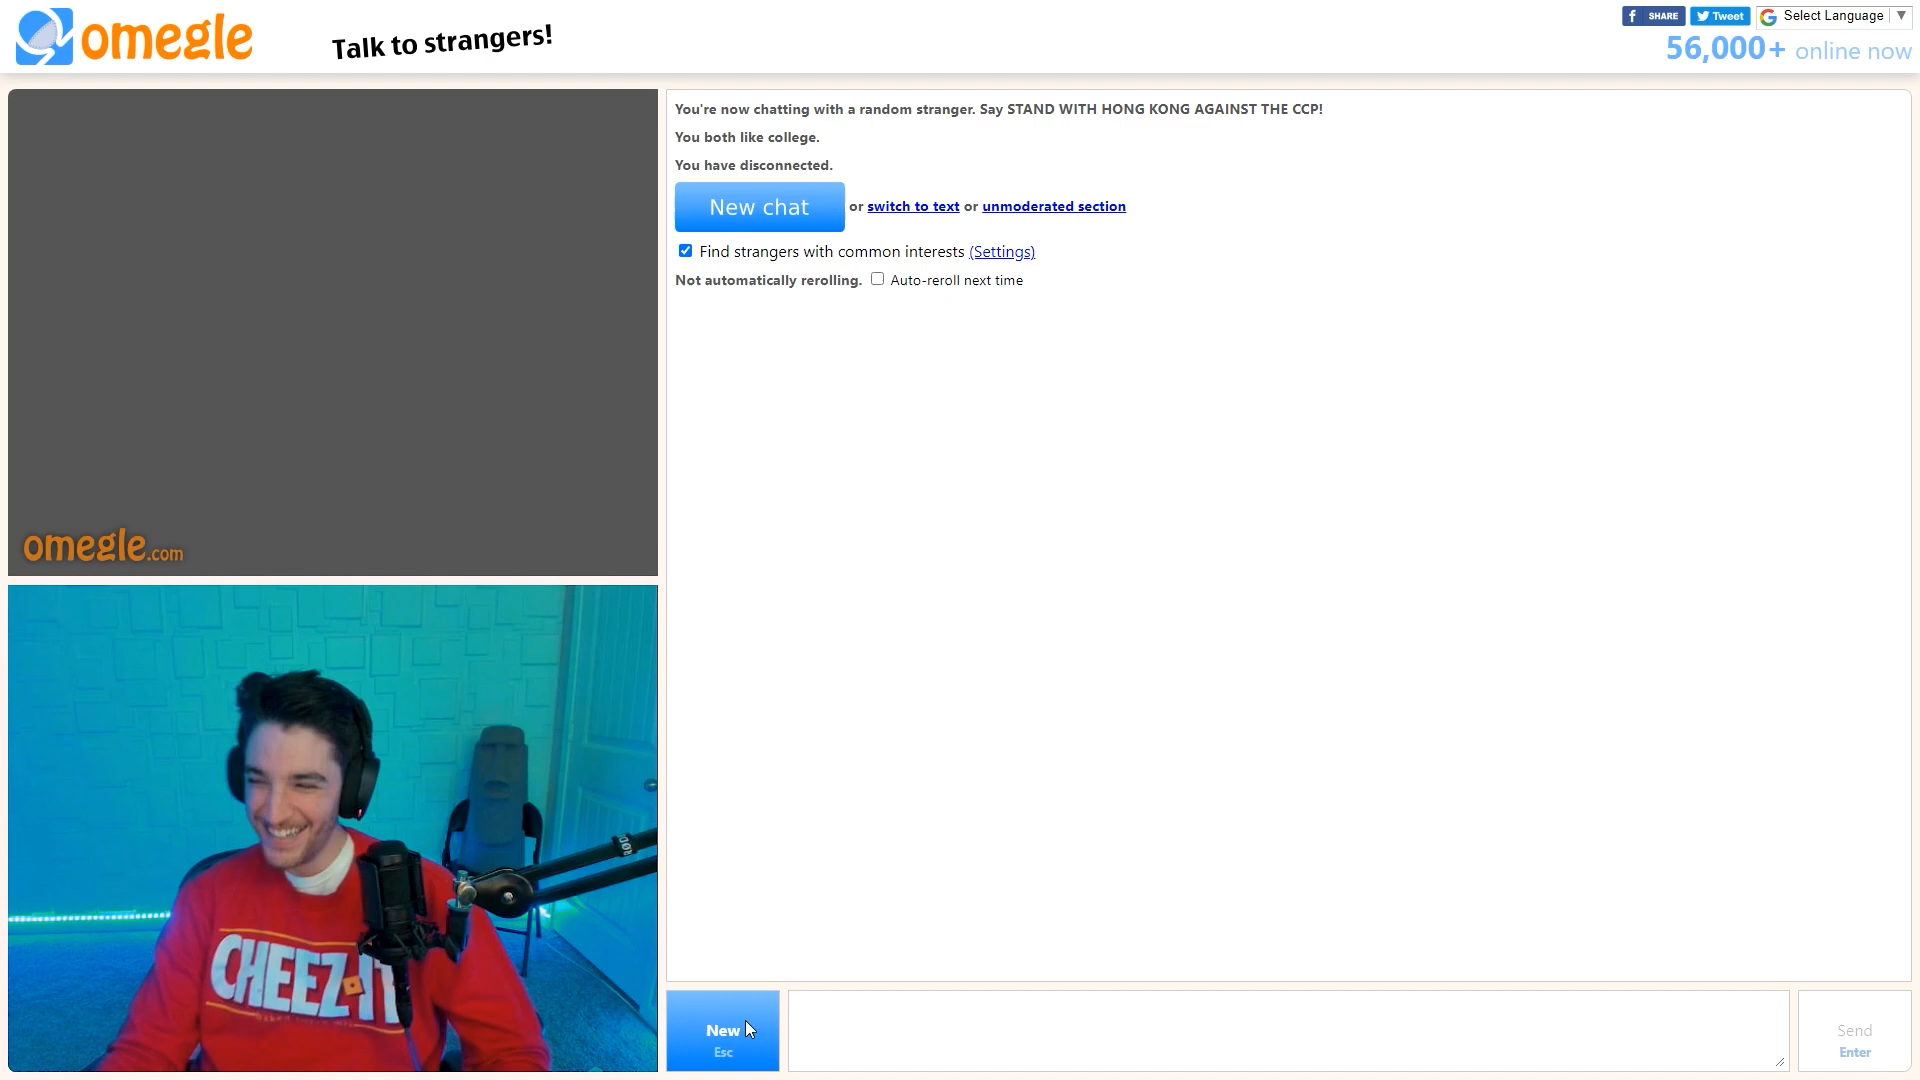 omegle
Talk to strangers!
f SHARE
Tweet
Select Language ▼
56,000+ online now
You're now chatting with a random stranger. Say STAND WITH HONG KONG AGAINST THE CCP!
You both like college.
You have disconnected.
New chat or switch to text or unmoderated section
Find strangers with common interests (Settings)
Not automatically rerolling. Auto-reroll next time
omegle.com
CHEEZ-IT
New
Esc
Send
Enter